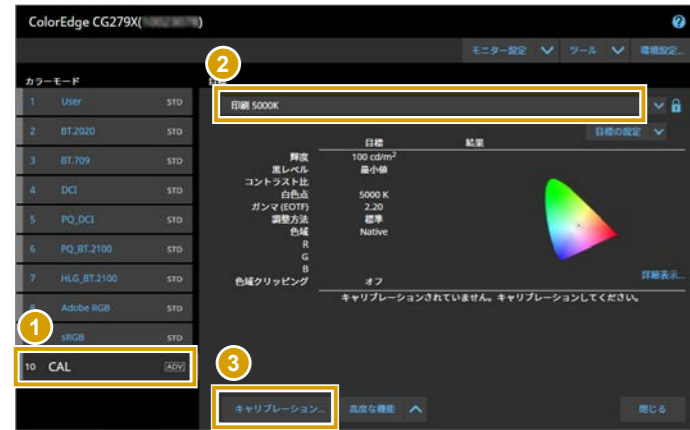 ColorEdge CG279X( )
?
モニター設定 ツール 環境設定...
カラーモード
目標
1 User STD
2 BT.2020 STD
3 BT.709 STD
4 DCI STD
5 PQ_DCI STD
6 PQ_BT.2100 STD
7 HLG_BT.2100 STD
8 Adobe RGB STD
sRGB STD
10 CAL ADV
1
2
印刷 5000K
目標の設定
目標 結果
輝度 100 cd/m²
黒レベル 最小値
コントラスト比
白色点 5000 K
ガンマ (EOTF) 2.20
調整方法 標準
色域 Native
R
G
B
色域クリッピング オフ
詳細表示...
キャリブレーションされていません。キャリブレーションしてください。
3
キャリブレーション... 高度な機能 閉じる